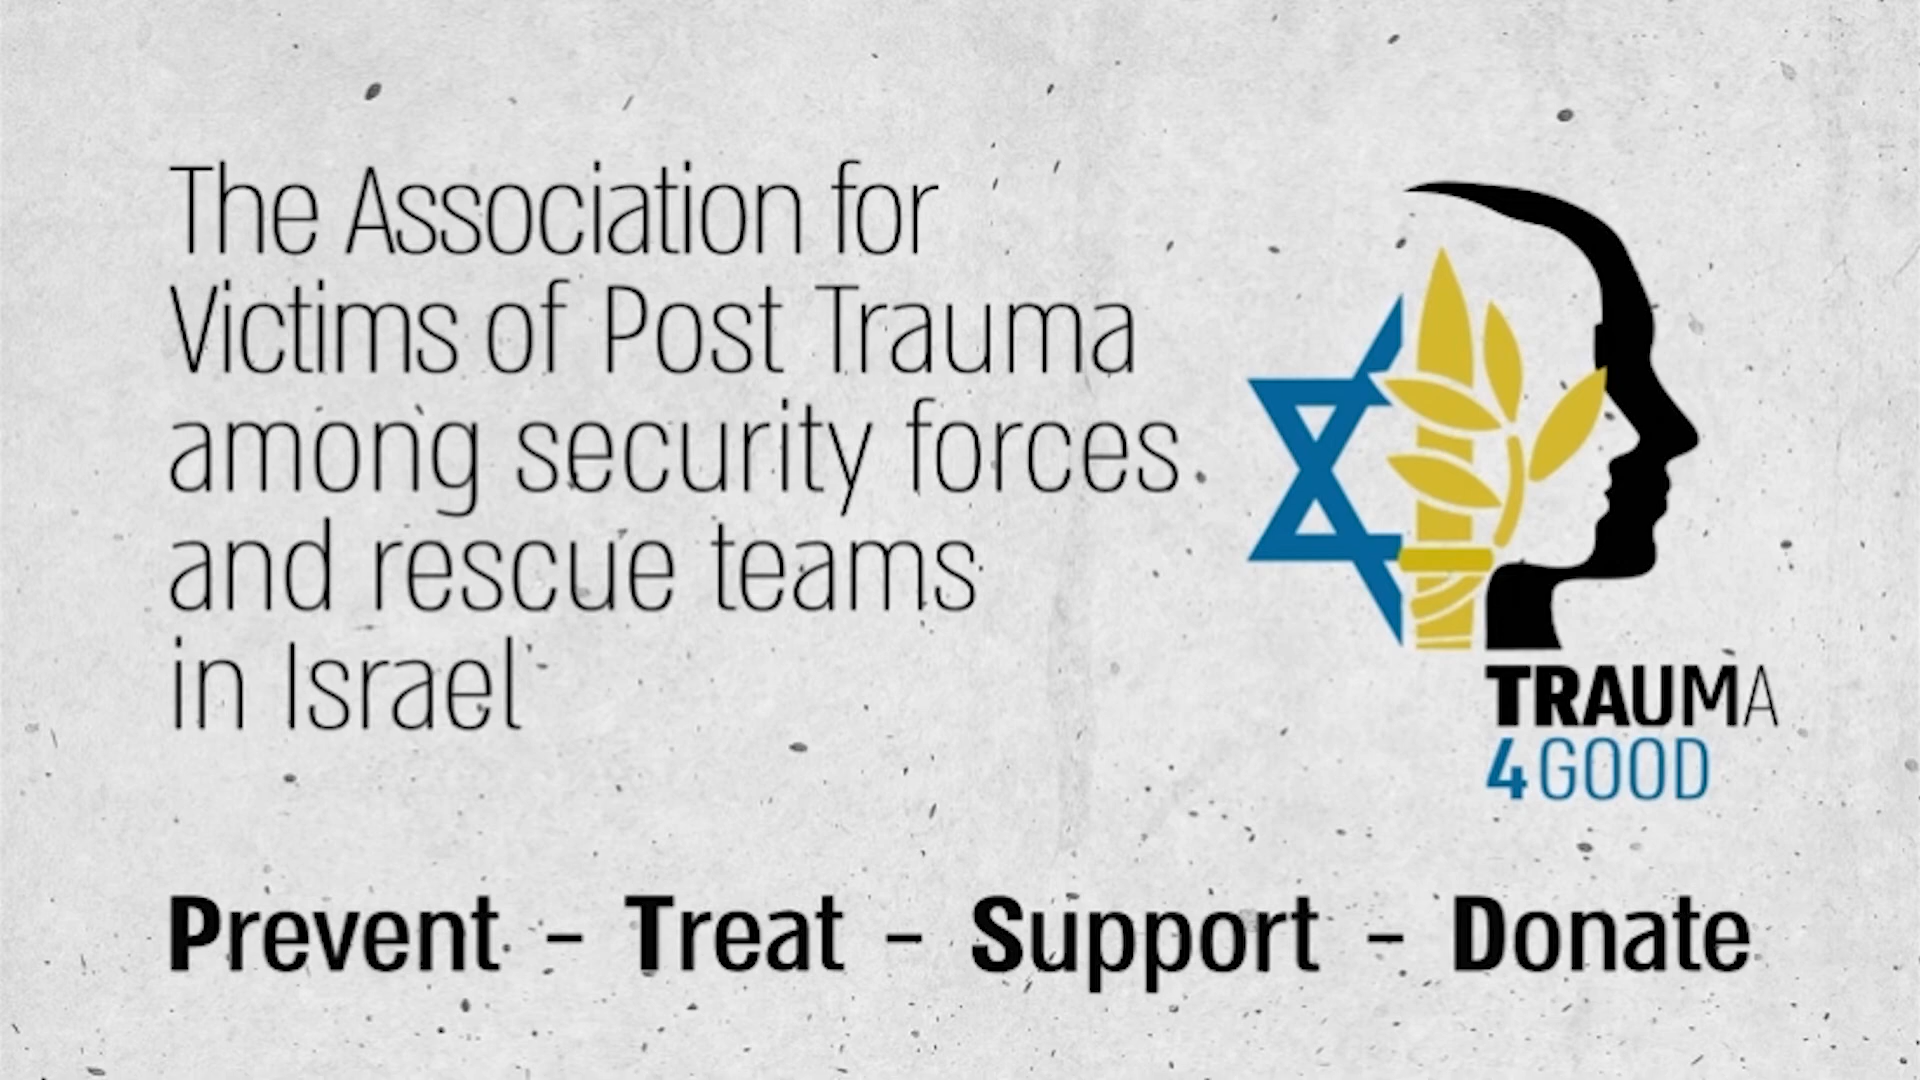 The Association for
Victims of Post Trauma
among security forces
and rescue teams
in Israel
TRAUMA
4GOOD
Prevent - Treat - Support - Donate